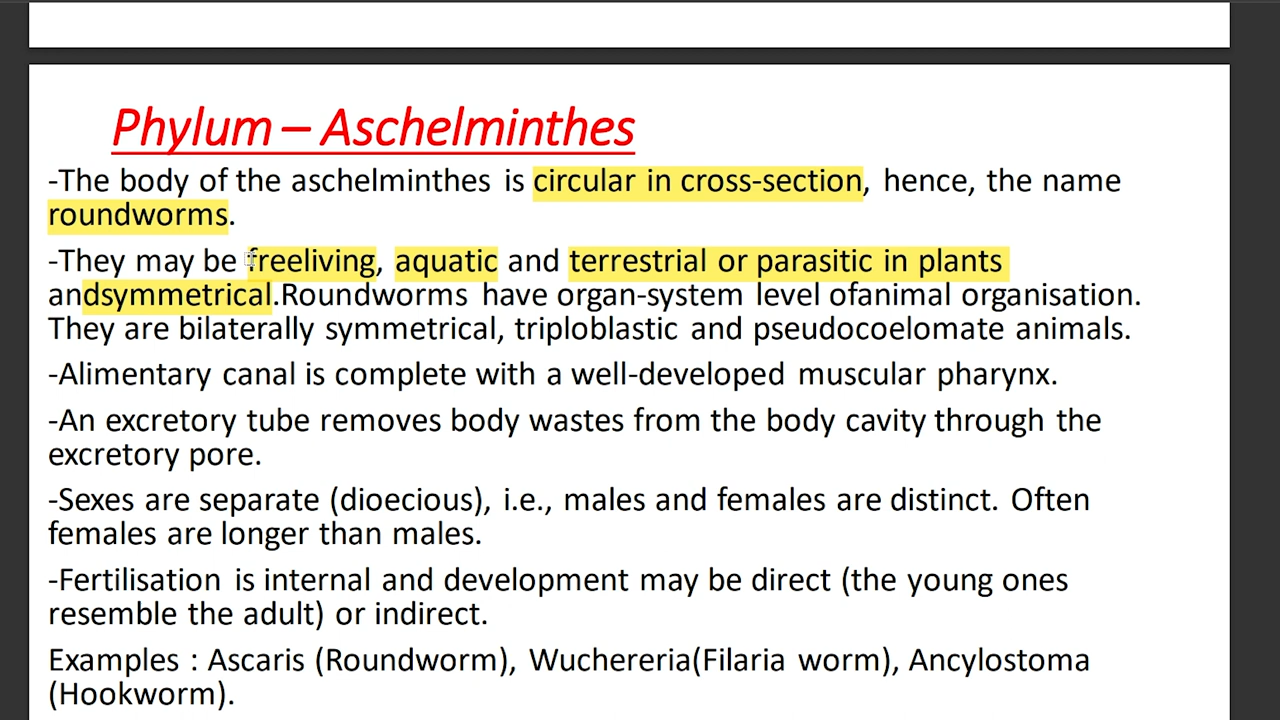 Phylum – Aschelminthes
-The body of the aschelminthes is circular in cross-section, hence, the name
roundworms.
-They may be freeliving, aquatic and terrestrial or parasitic in plants
andsymmetrical.Roundworms have organ-system level ofanimal organisation.
They are bilaterally symmetrical, triploblastic and pseudocoelomate animals.
-Alimentary canal is complete with a well-developed muscular pharynx.
-An excretory tube removes body wastes from the body cavity through the
excretory pore.
-Sexes are separate (dioecious), i.e., males and females are distinct. Often
females are longer than males.
-Fertilisation is internal and development may be direct (the young ones
resemble the adult) or indirect.
Examples : Ascaris (Roundworm), Wuchereria(Filaria worm), Ancylostoma
(Hookworm).